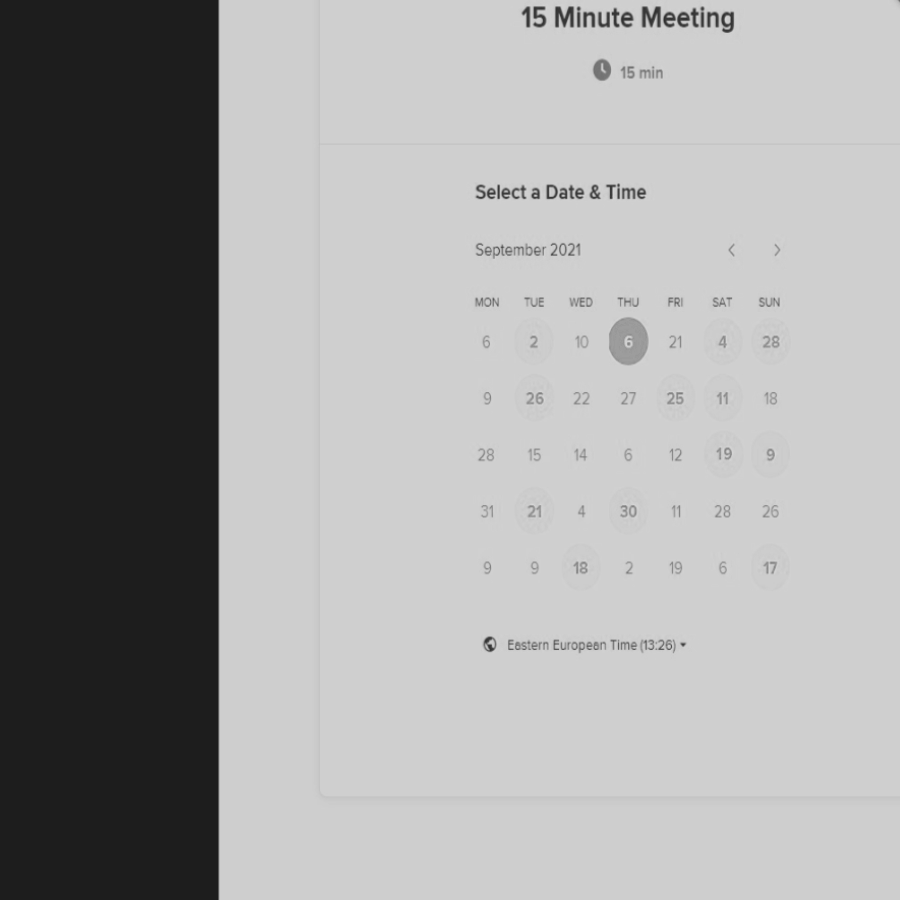 15 Minute Meeting
15 min
Select a Date & Time
September 2021
MON TUE WED THU FRI SAT SUN
6 2 10 6 21 4 28
9 26 22 27 25 11 18
28 15 14 6 12 19 9
31 21 4 30 11 28 26
9 9 18 2 19 6 17
Eastern European Time (13:26)